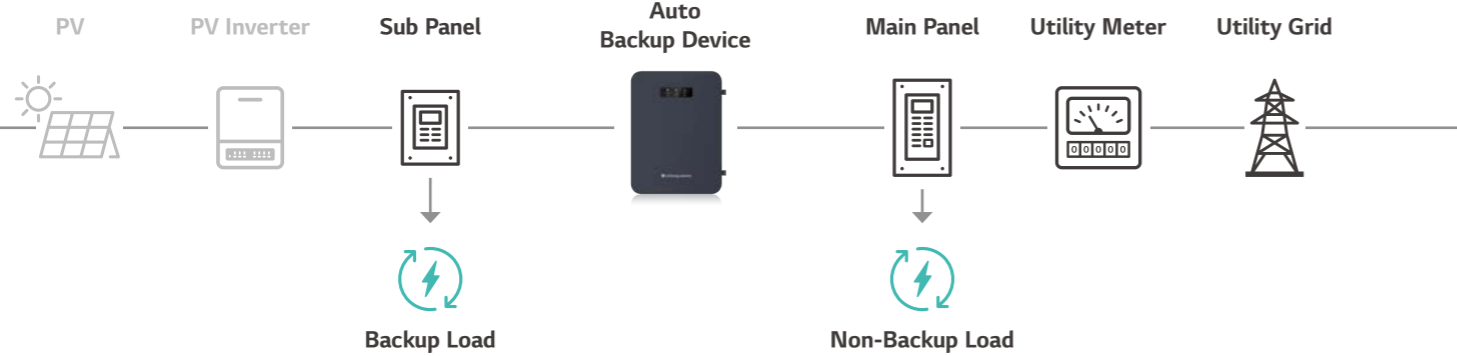 PV
PV Inverter
Sub Panel
Auto
Backup Device
Main Panel
Utility Meter
Utility Grid
00000
Backup Load
Non-Backup Load